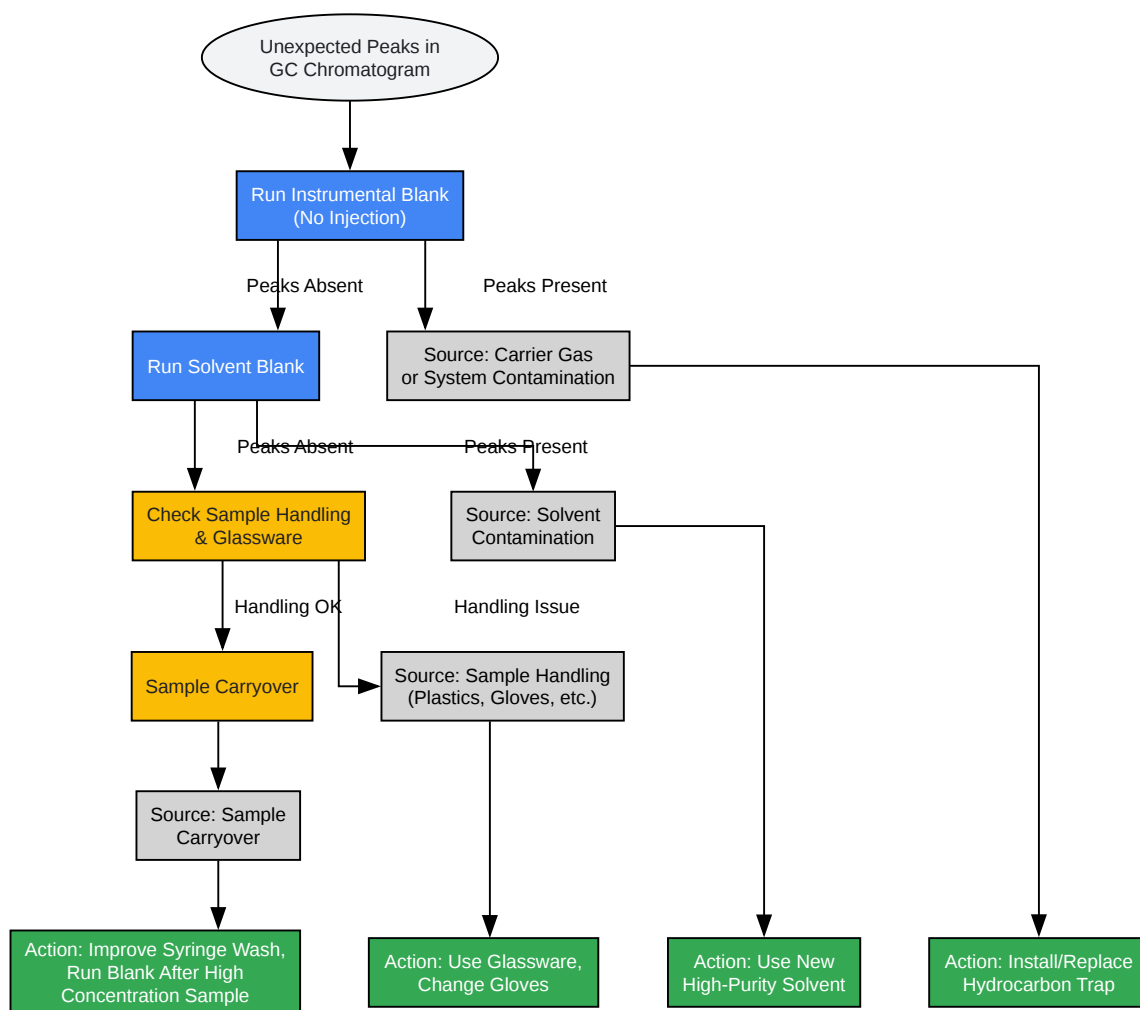 Unexpected Peaks in
GC Chromatogram
Run Instrumental Blank
(No Injection)
Peaks Absent
Peaks Present
Run Solvent Blank
Source: Carrier Gas
or System Contamination
Peaks Absent
Peaks Present
Check Sample Handling
& Glassware
Source: Solvent
Contamination
Handling OK
Handling Issue
Sample Carryover
Source: Sample Handling
(Plastics, Gloves, etc.)
Source: Sample
Carryover
Action: Improve Syringe Wash,
Run Blank After High
Concentration Sample
Action: Use Glassware,
Change Gloves
Action: Use New
High-Purity Solvent
Action: Install/Replace
Hydrocarbon Trap